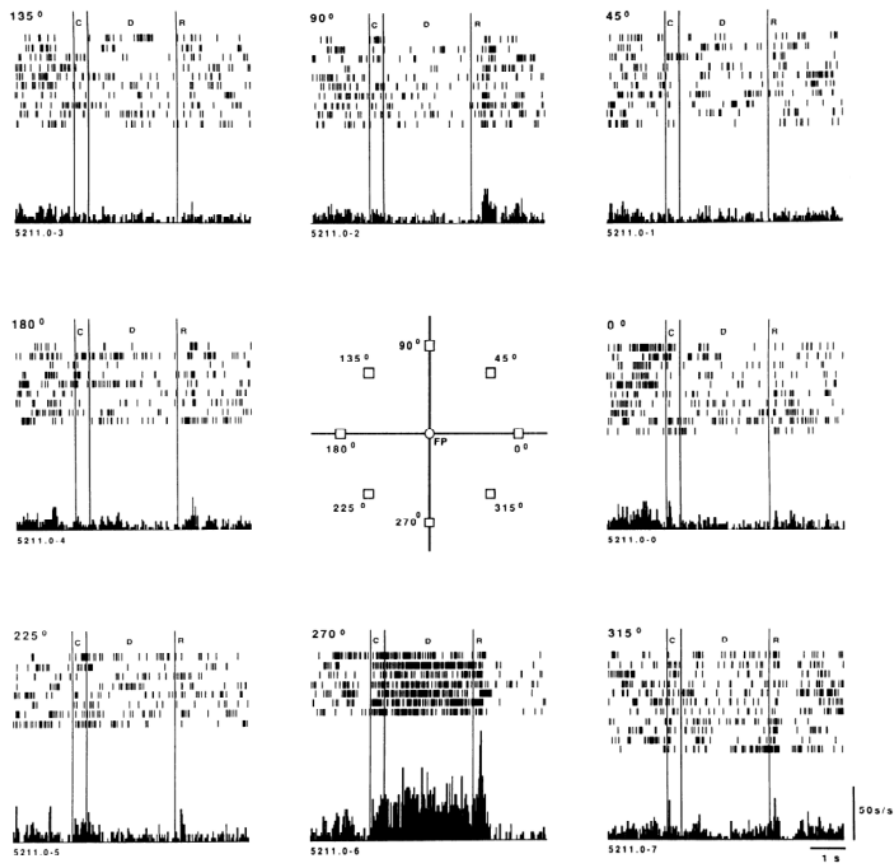 135° C D R
5211.0-3
90° C D R
5211.0-2
45° C D R
5211.0-1
180° C D R
5211.0-4
90°
135° 45°
180° FP 0°
225° 315°
270°
0° C D R
5211.0-0
225° C D R
5211.0-5
270° C D R
5211.0-6
315° C D R
5211.0-7
50s/s
1 s